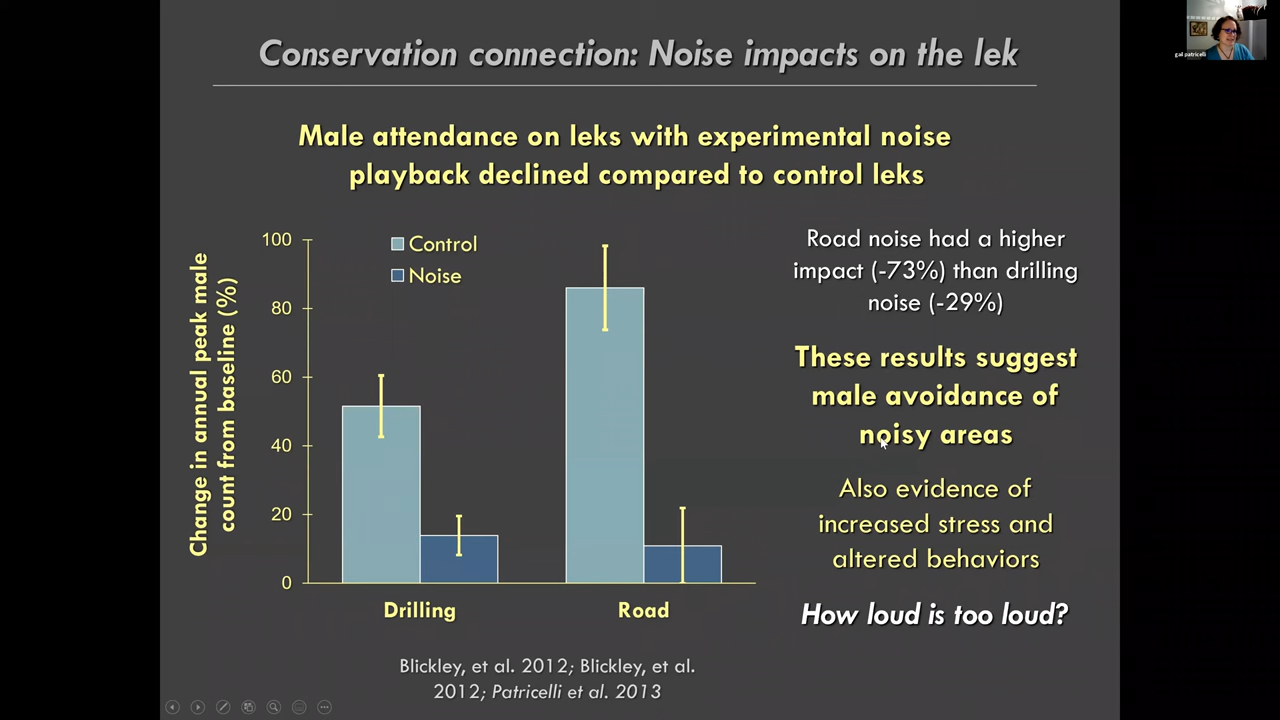 Conservation connection: Noise impacts on the lek
gail patricelli
Male attendance on leks with experimental noise
playback declined compared to control leks
Change in annual peak male
count from baseline (%)
100
80
60
40
20
0
Control
Noise
Drilling
Road
Road noise had a higher
impact (-73%) than drilling
noise (-29%)
These results suggest
male avoidance of
noisy areas
Also evidence of
increased stress and
altered behaviors
How loud is too loud?
Blickley, et al. 2012; Blickley, et al.
2012; Patricelli et al. 2013